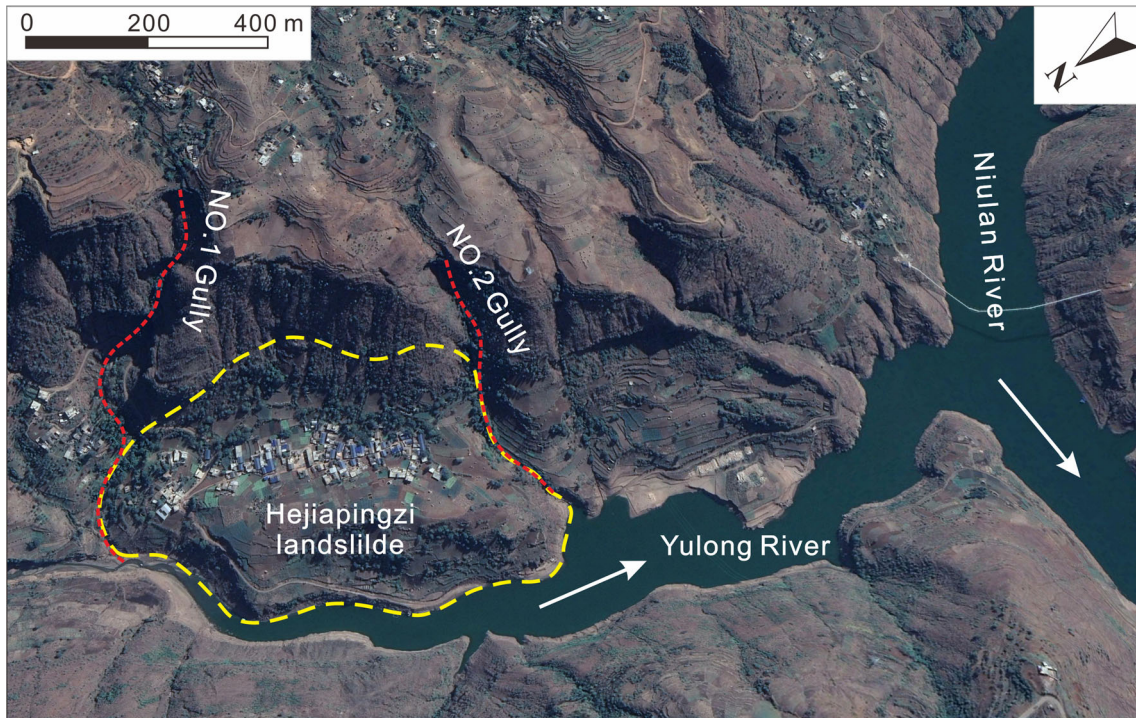 0 200 400 m
N
NO.1 Gully
NO.2 Gully
Niulan River
Hejiapingzi
landslilde
Yulong River